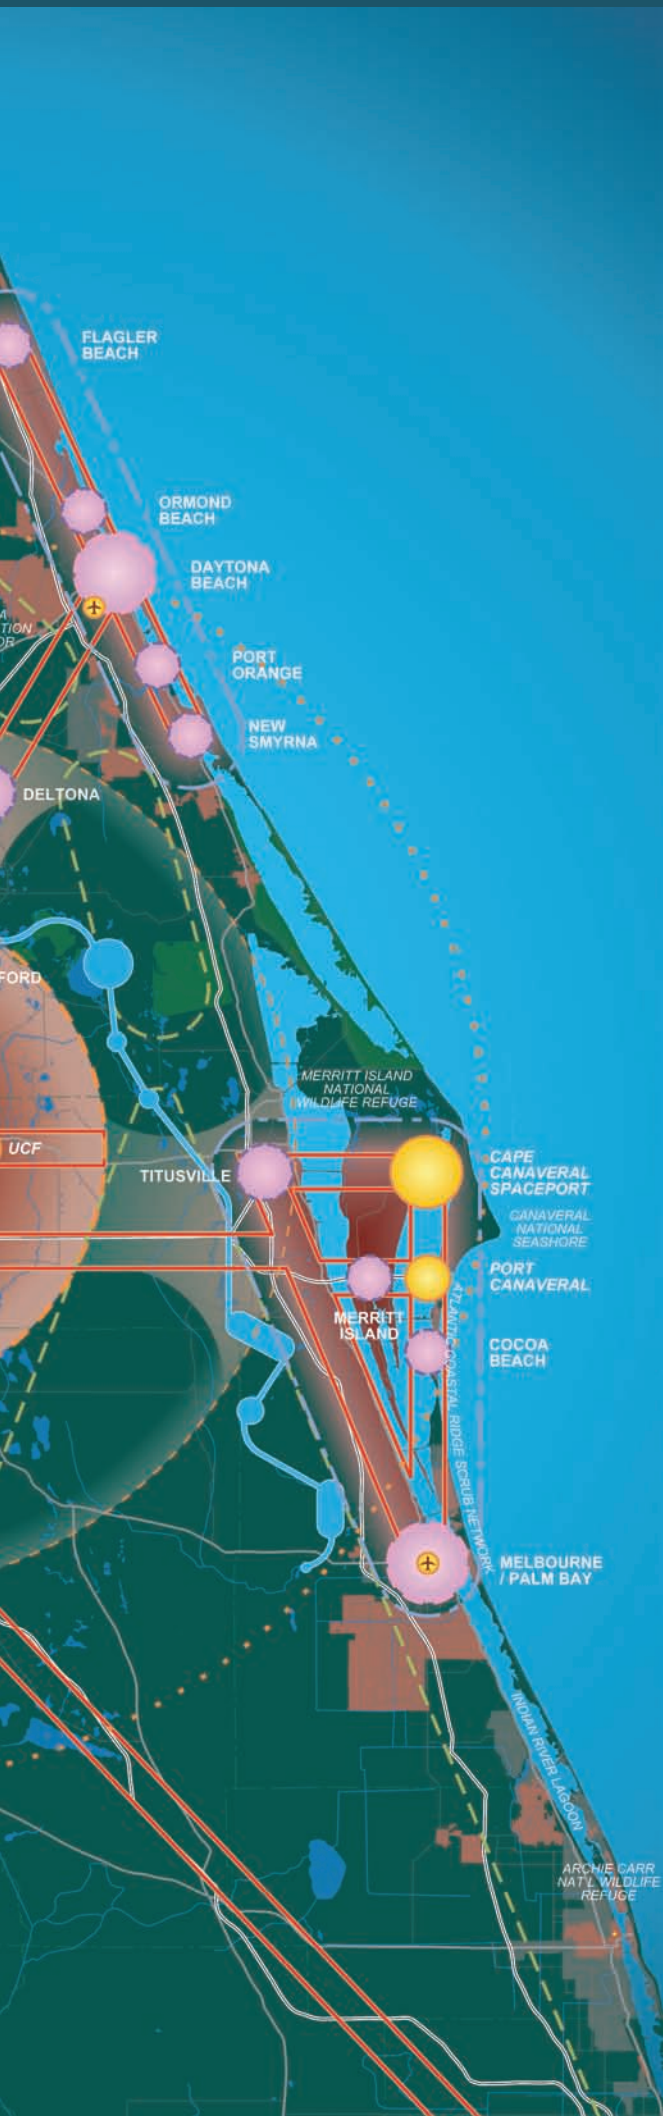 FLAGLER
BEACH
ORMOND
BEACH
DAYTONA
BEACH
A
TION
OR
PORT
ORANGE
NEW
SMYRNA
DELTONA
FORD
MERRITT ISLAND
NATIONAL
WILDLIFE REFUGE
UCF
TITUSVILLE
CAPE
CANAVERAL
SPACEPORT
CANAVERAL
NATIONAL
SEASHORE
PORT
CANAVERAL
MERRITT
ISLAND
COCOA
BEACH
ATLANTIC COASTAL RIDGE SCRUB NETWORK
MELBOURNE
/ PALM BAY
INDIAN RIVER LAGOON
ARCHIE CARR
NAT'L WILDLIFE
REFUGE